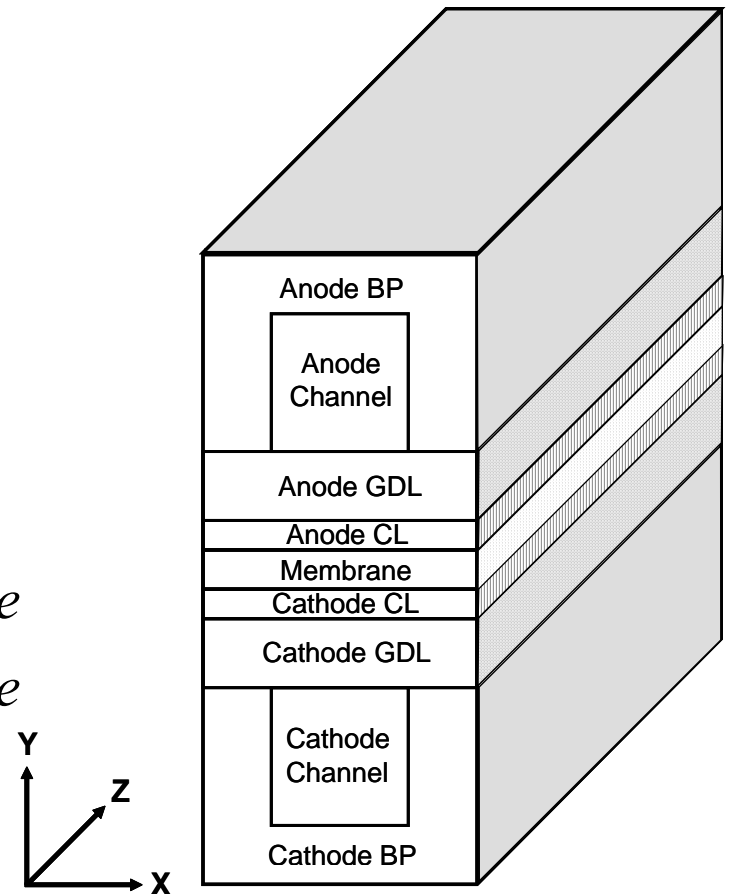 Anode BP
Anode
Channel
Anode GDL
Anode CL
Membrane
Cathode CL
Cathode GDL
Cathode
Channel
Cathode BP
e
e
Y
Z
X